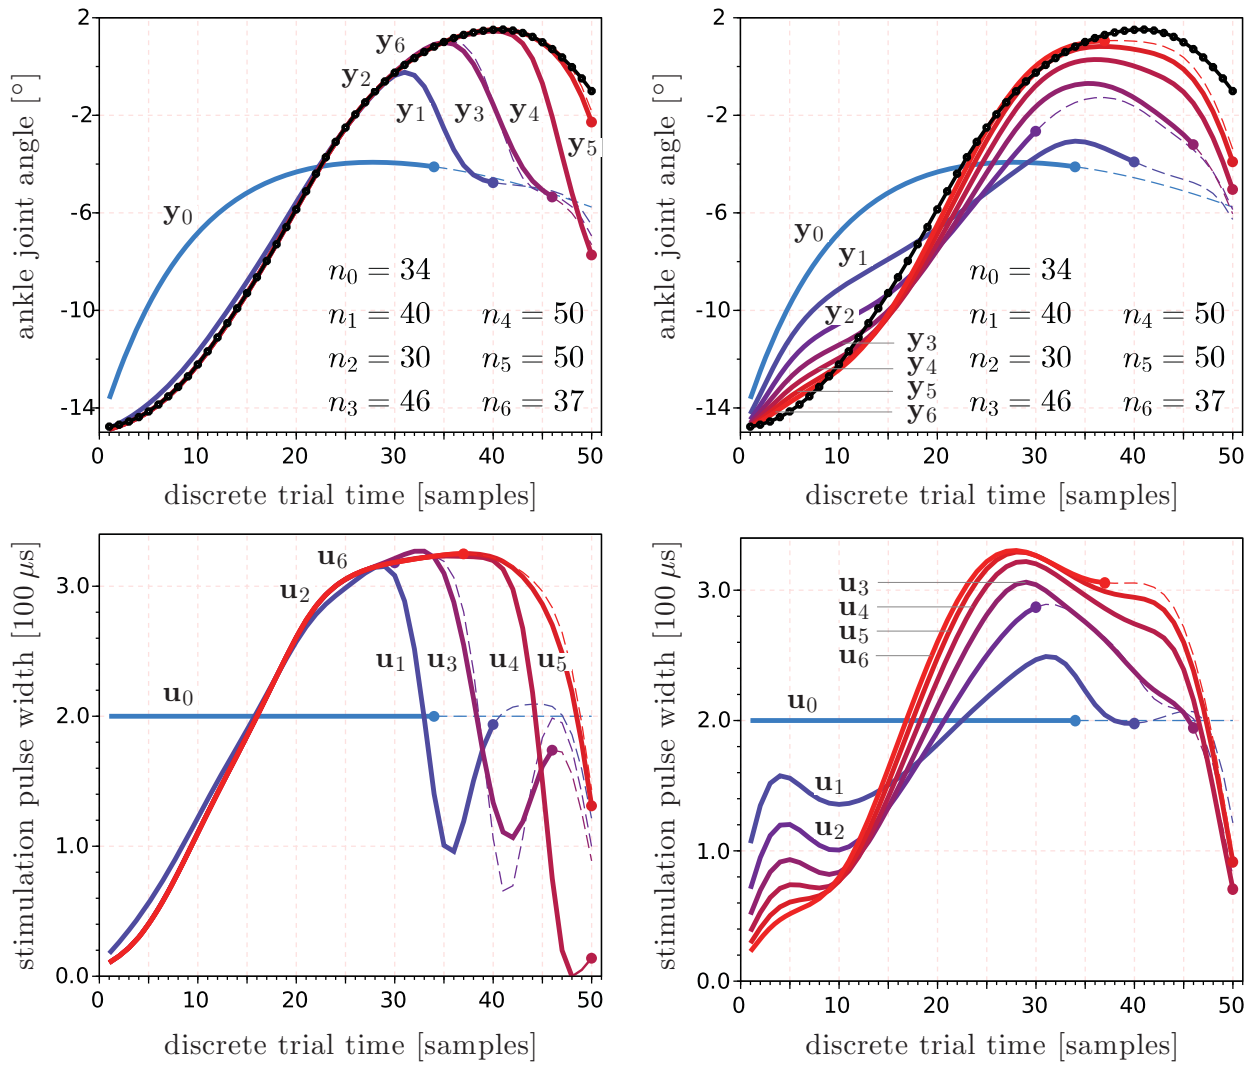 2
-2
-6
-10
-14
0
10
20
30
40
50
ankle joint angle [°]
discrete trial time [samples]
y6
y2
y1
y3
y4
y5
y0
n0 = 34
n1 = 40
n4 = 50
n2 = 30
n5 = 50
n3 = 46
n6 = 37
2
-2
-6
-10
-14
0
10
20
30
40
50
ankle joint angle [°]
discrete trial time [samples]
y0
y1
y2
y3
y4
y5
y6
n0 = 34
n1 = 40
n4 = 50
n2 = 30
n5 = 50
n3 = 46
n6 = 37
3.0
2.0
1.0
0.0
0
10
20
30
40
50
stimulation pulse width [100 μs]
discrete trial time [samples]
u6
u2
u1
u3
u4
u5
u0
3.0
2.0
1.0
0.0
0
10
20
30
40
50
stimulation pulse width [100 μs]
discrete trial time [samples]
u3
u4
u5
u6
u0
u1
u2